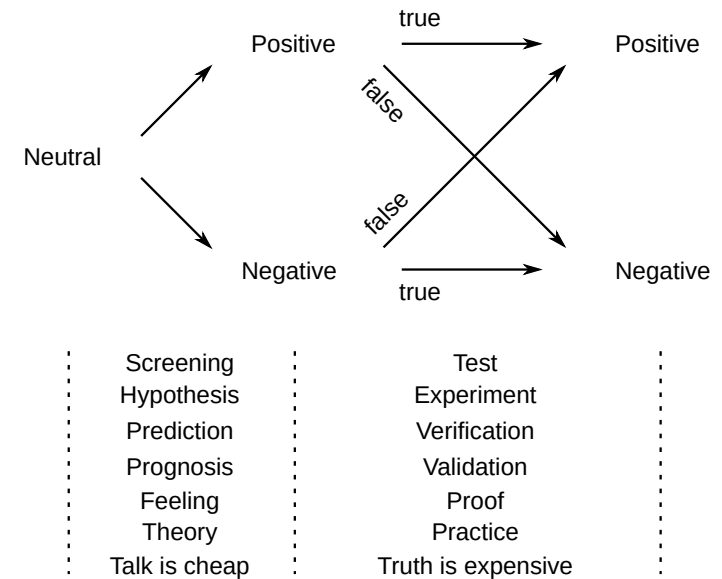 true
Positive
Positive
false
Neutral
false
Negative
Negative
true
Screening
Test
Hypothesis
Experiment
Prediction
Verification
Prognosis
Validation
Feeling
Proof
Theory
Practice
Talk is cheap
Truth is expensive